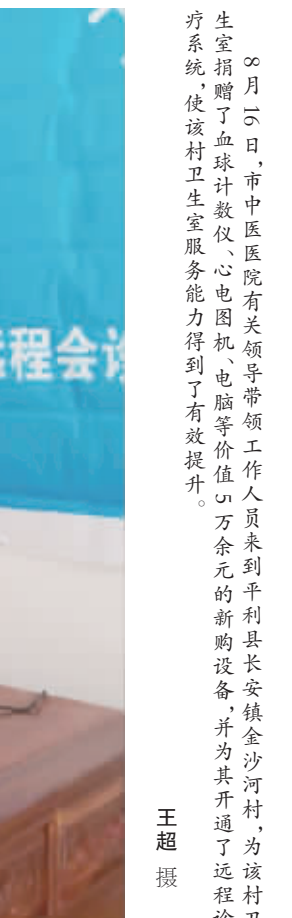 8月16日，市中医医院有关领导带领工作人员来到平利县长安镇金沙河村，为该村卫
生室捐赠了血球计数仪、心电图机、电脑等价值5万余元的新购设备，并为其开通了远程诊
疗系统，使该村卫生室服务能力得到了有效提升。
王超 摄
程会